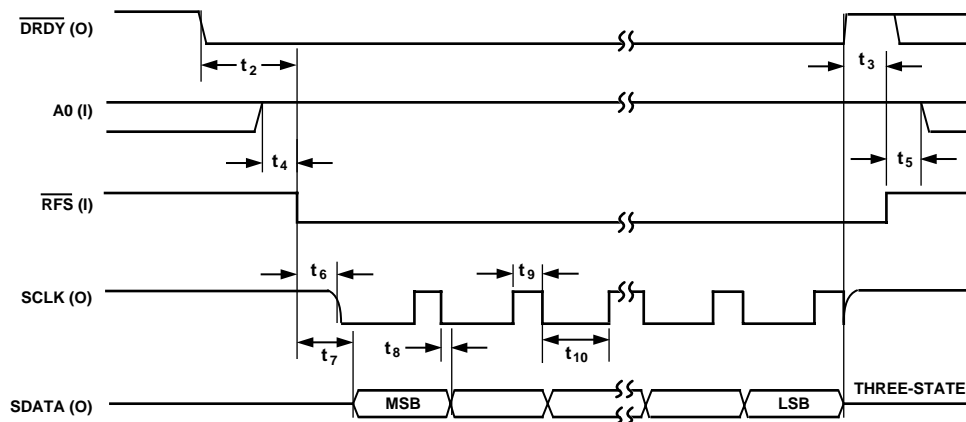 DRDY (O)
t2
t3
A0 (I)
t4
t5
RFS (I)
t6
t9
SCLK (O)
t7
t8
t10
THREE-STATE
SDATA (O)
MSB
LSB